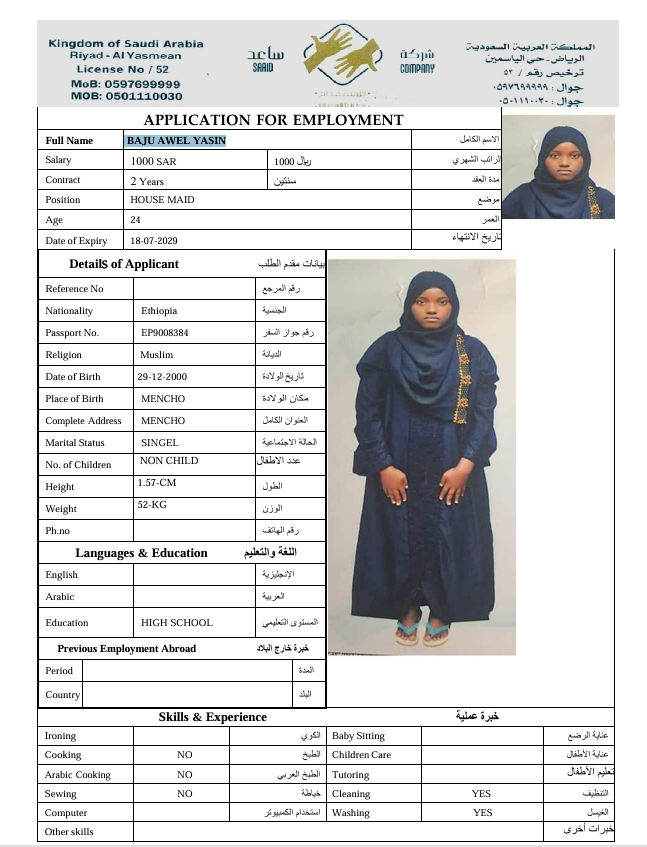 Kingdom of Saudi Arabia
Riyad - Al Yasmean
License No / 52
MoB: 0597699999
MOB: 0501110030
ساعد
SAAID
شركة
COMPANY
المملكة العربية السعودية
الرياض-حي الياسمين
ترخيص رقم / ٥٢
جوال : ٠٥٩٧٦٩٩٩٩٩
جوال : ٠٥٠١١١٠٠٣٠
APPLICATION FOR EMPLOYMENT
Full Name BAJU AWEL YASIN الاسم الكامل
Salary 1000 SAR 1000 ريال الراتب الشهري
Contract 2 Years سنتين مدة العقد
Position HOUSE MAID موضع
Age 24 العمر
Date of Expiry 18-07-2029 تاريخ الانتهاء
Details of Applicant بيانات مقدم الطلب
Reference No رقم المرجع
Nationality Ethiopia الجنسية
Passport No. EP9008384 رقم جواز السفر
Religion Muslim الديانة
Date of Birth 29-12-2000 تاريخ الولادة
Place of Birth MENCHO مكان الولادة
Complete Address MENCHO العنوان الكامل
Marital Status SINGEL الحالة الاجتماعية
No. of Children NON CHILD عدد الاطفال
Height 1.57-CM الطول
Weight 52-KG الوزن
Ph.no رقم الهاتف
Languages & Education اللغة والتعليم
English الإنجليزية
Arabic العربية
Education HIGH SCHOOL المستوى التعليمي
Previous Employment Abroad خبرة خارج البلاد
Period المدة
Country البلد
Skills & Experience خبرة عملية
Ironing الكوي Baby Sitting عناية الرضع
Cooking NO الطبخ Children Care عناية الأطفال
Arabic Cooking NO الطبخ العربي Tutoring تعليم الأطفال
Sewing NO خياطة Cleaning YES التنظيف
Computer استخدام الكمبيوتر Washing YES الغسيل
Other skills خبرات أخرى